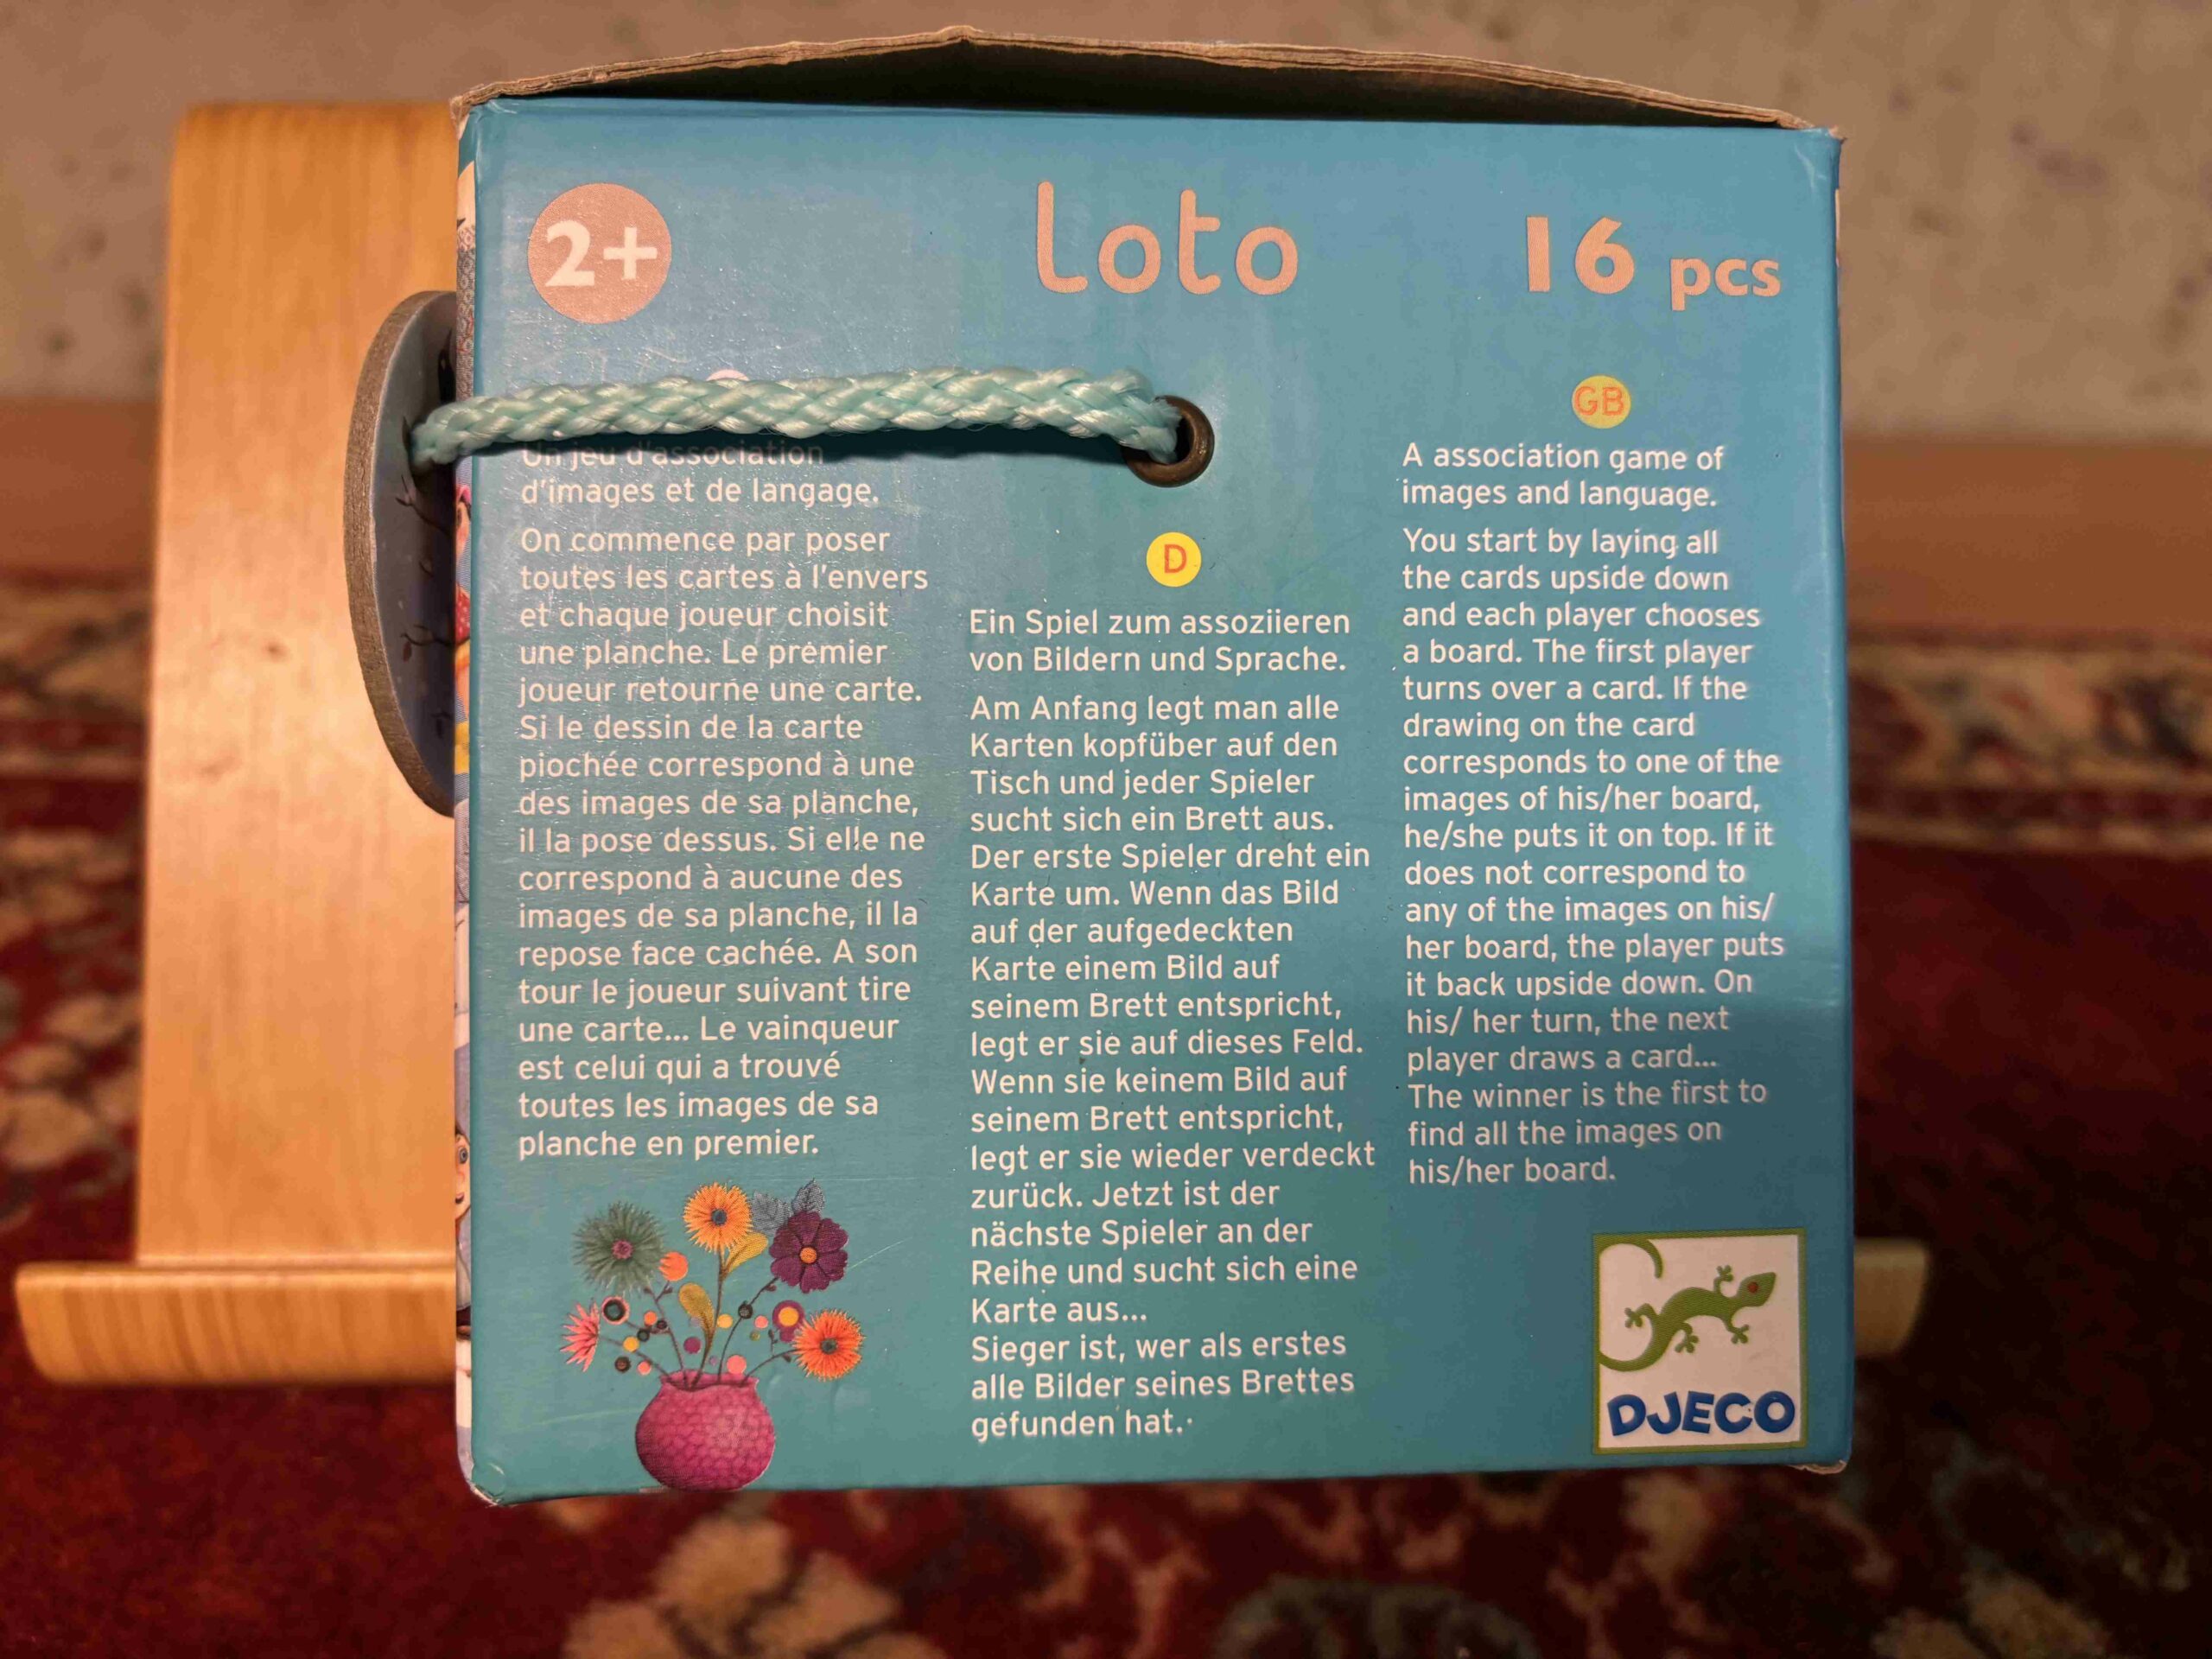 2+
Loto
16 pcs
Un jeu d'association
d'images et de langage.
On commence par poser
toutes les cartes à l'envers
et chaque joueur choisit
une planche. Le premier
joueur retourne une carte.
Si le dessin de la carte
piochée correspond à une
des images de sa planche,
il la pose dessus. Si elle ne
correspond à aucune des
images de sa planche, il la
repose face cachée. A son
tour le joueur suivant tire
une carte... Le vainqueur
est celui qui a trouvé
toutes les images de sa
planche en premier.
D
Ein Spiel zum assoziieren
von Bildern und Sprache.
Am Anfang legt man alle
Karten kopfüber auf den
Tisch und jeder Spieler
sucht sich ein Brett aus.
Der erste Spieler dreht ein
Karte um. Wenn das Bild
auf der aufgedeckten
Karte einem Bild auf
seinem Brett entspricht,
legt er sie auf dieses Feld.
Wenn sie keinem Bild auf
seinem Brett entspricht,
legt er sie wieder verdeckt
zurück. Jetzt ist der
nächste Spieler an der
Reihe und sucht sich eine
Karte aus...
Sieger ist, wer als erstes
alle Bilder seines Brettes
gefunden hat.
GB
A association game of
images and language.
You start by laying all
the cards upside down
and each player chooses
a board. The first player
turns over a card. If the
drawing on the card
corresponds to one of the
images of his/her board,
he/she puts it on top. If it
does not correspond to
any of the images on his/
her board, the player puts
it back upside down. On
his/ her turn, the next
player draws a card...
The winner is the first to
find all the images on
his/her board.
DJECO